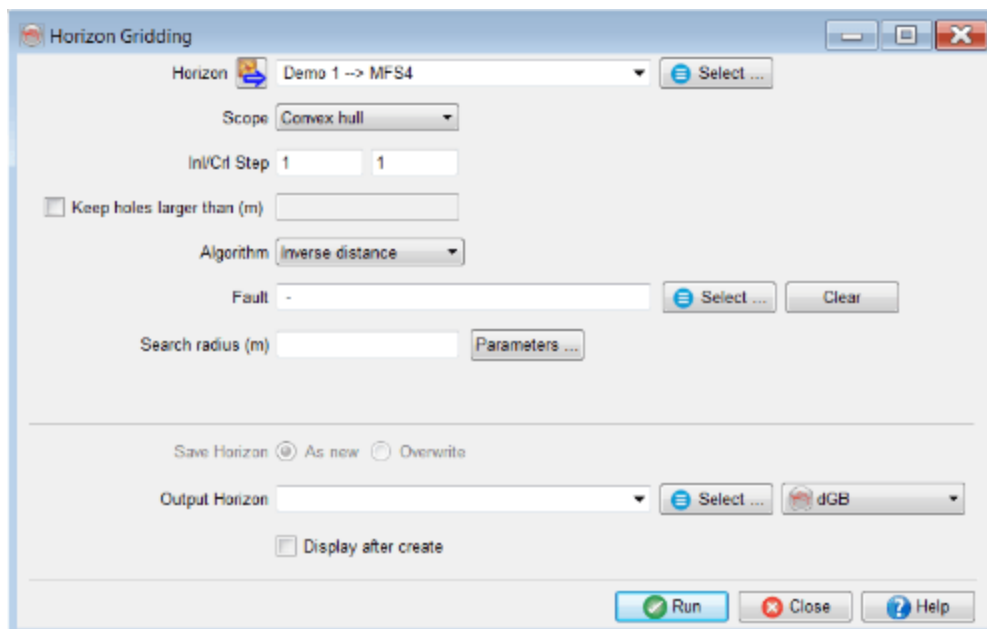 Horizon Gridding
Horizon Demo 1 --> MFS4 Select ...
Scope Convex hull
Inl/Crl Step 1 1
Keep holes larger than (m)
Algorithm Inverse distance
Fault - Select ... Clear
Search radius (m) Parameters ...
Save Horizon As new Overwrite
Output Horizon Select ... dGB
Display after create
Run Close Help